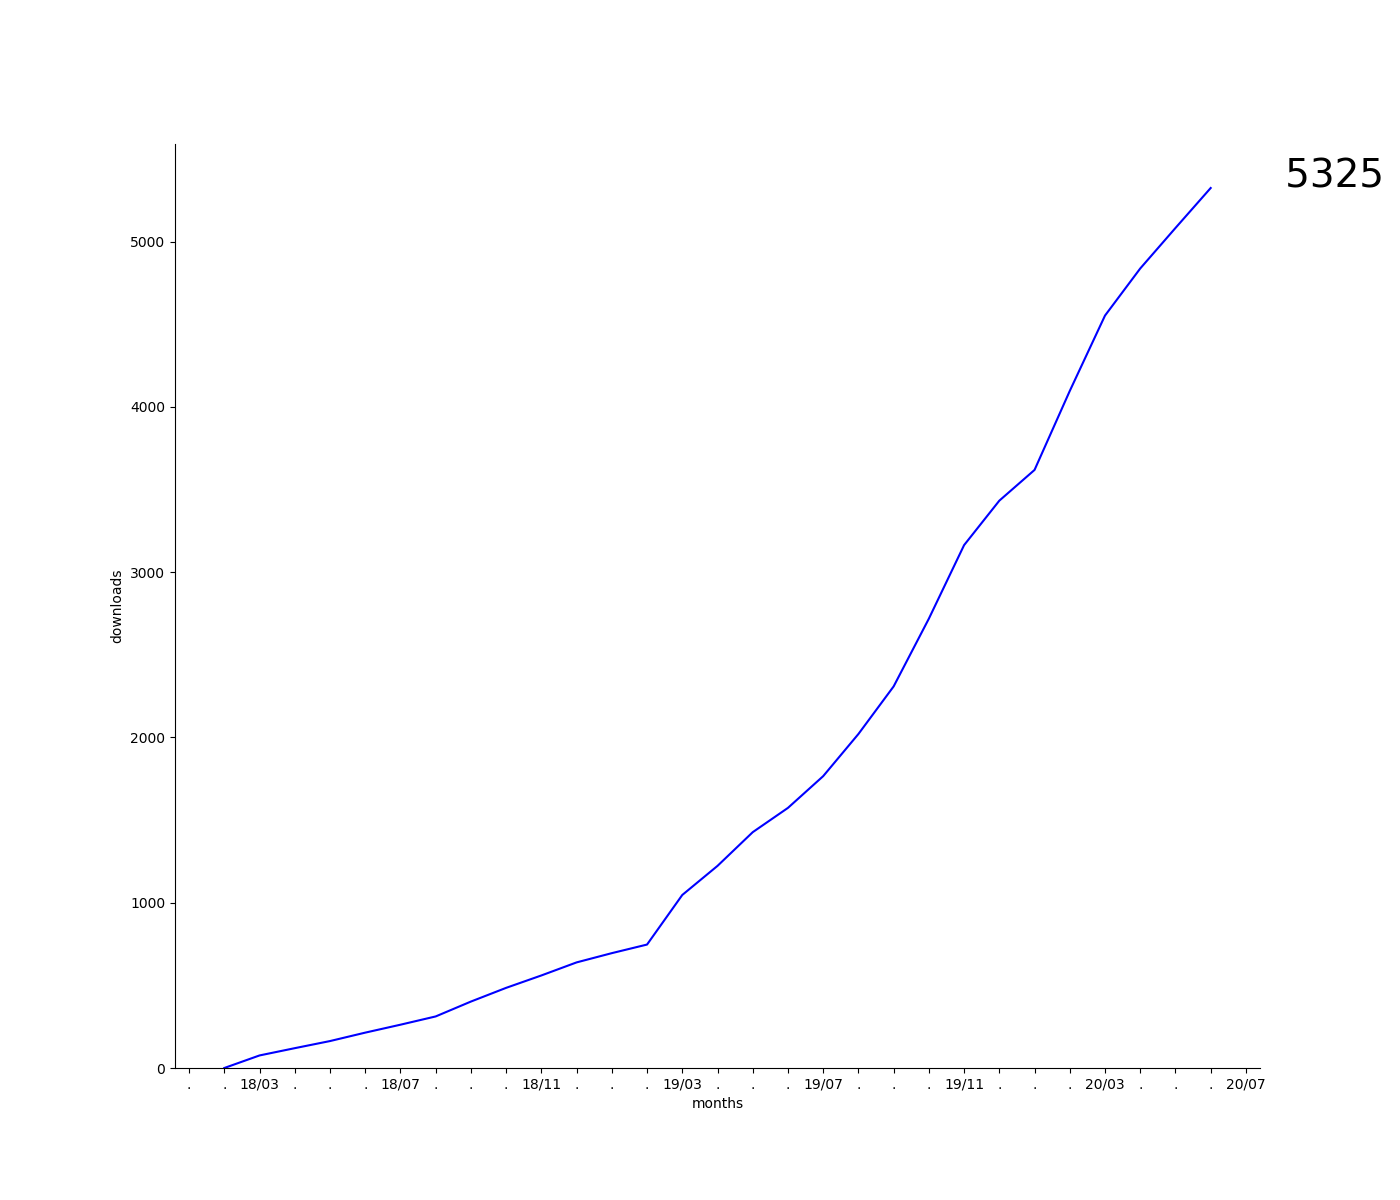 5325
5000
4000
3000
2000
1000
0
downloads
. . 18/03 . . . 18/07 . . . 18/11 . . . 19/03 . . . 19/07 . . . 19/11 . . . 20/03 . . . 20/07
months